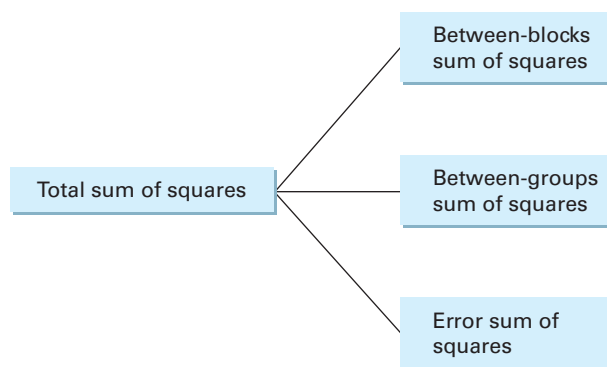 Between-blocks
sum of squares
Total sum of squares
Between-groups
sum of squares
Error sum of
squares